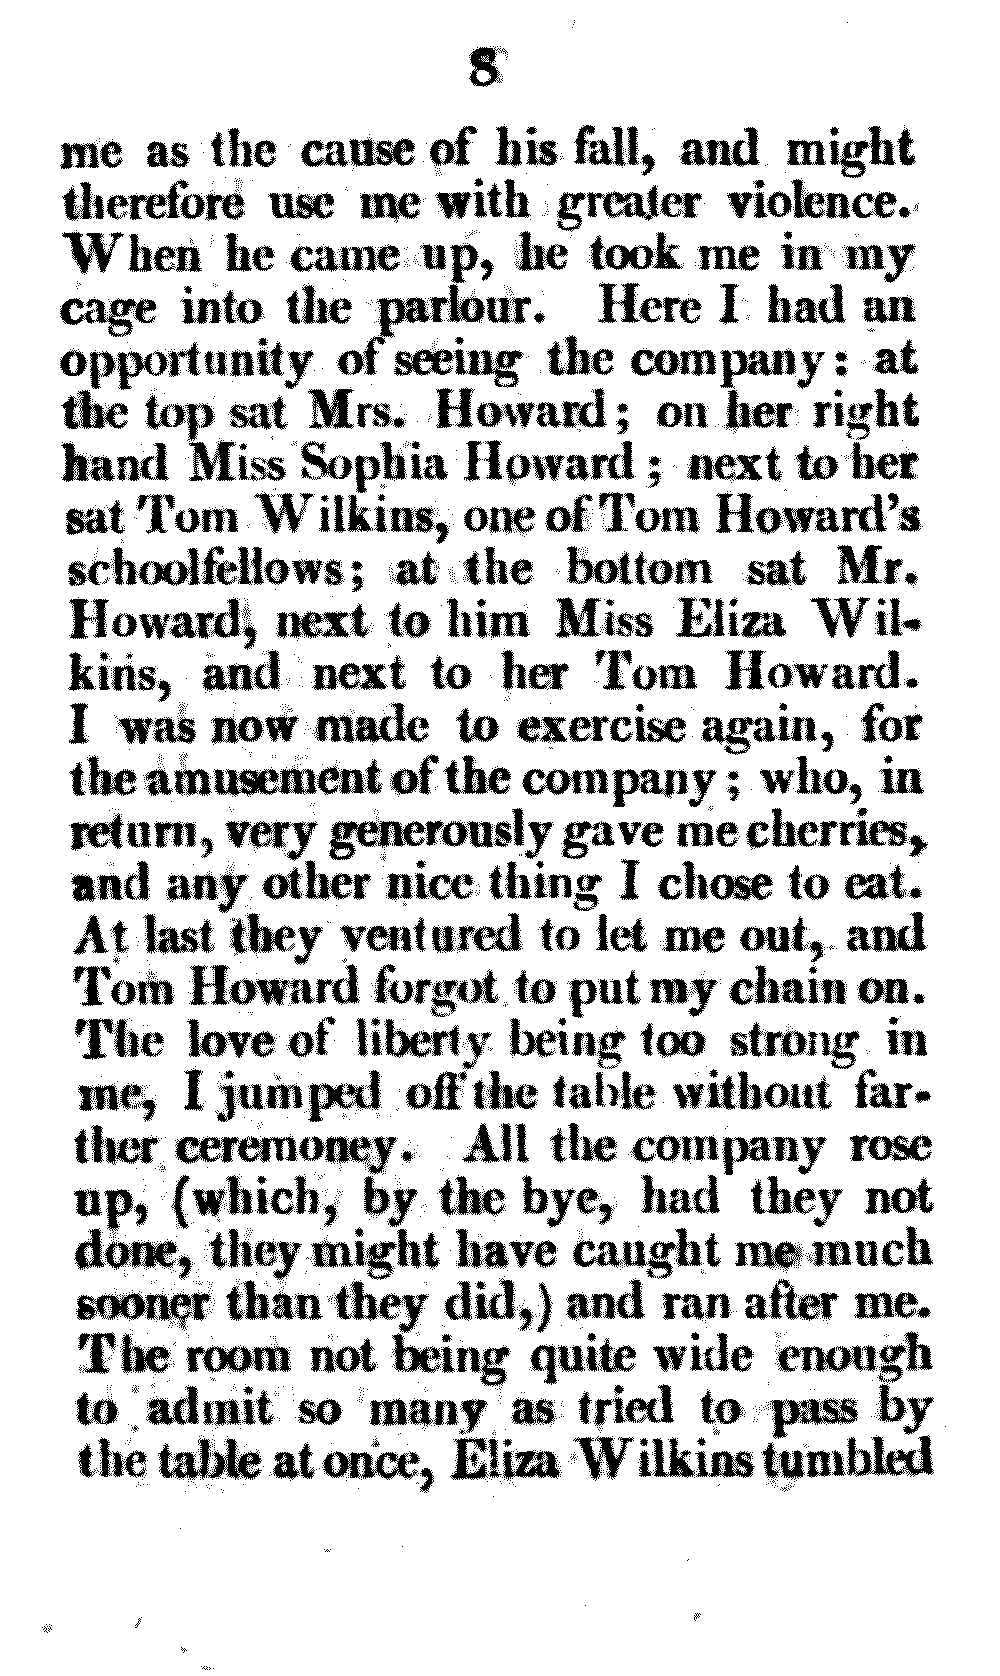 8
me as the cause of his fall, and might
therefore use me with greater violence.
When he came up, he took me in my
cage into the parlour. Here I had an
opportunity of seeing the company: at
the top sat Mrs. Howard; on her right
hand Miss Sophia Howard; next to her
sat Tom Wilkins, one of Tom Howard's
schoolfellows; at the bottom sat Mr.
Howard, next to him Miss Eliza Wil-
kins, and next to her Tom Howard.
I was now made to exercise again, for
the amusement of the company; who, in
return, very generously gave me cherries,
and any other nice thing I chose to eat.
At last they ventured to let me out, and
Tom Howard forgot to put my chain on.
The love of liberty being too strong in
me, I jumped off the table without far-
ther ceremoney. All the company rose
up, (which, by the bye, had they not
done, they might have caught me much
sooner than they did,) and ran after me.
The room not being quite wide enough
to admit so many as tried to pass by
the table at once, Eliza Wilkins tumbled